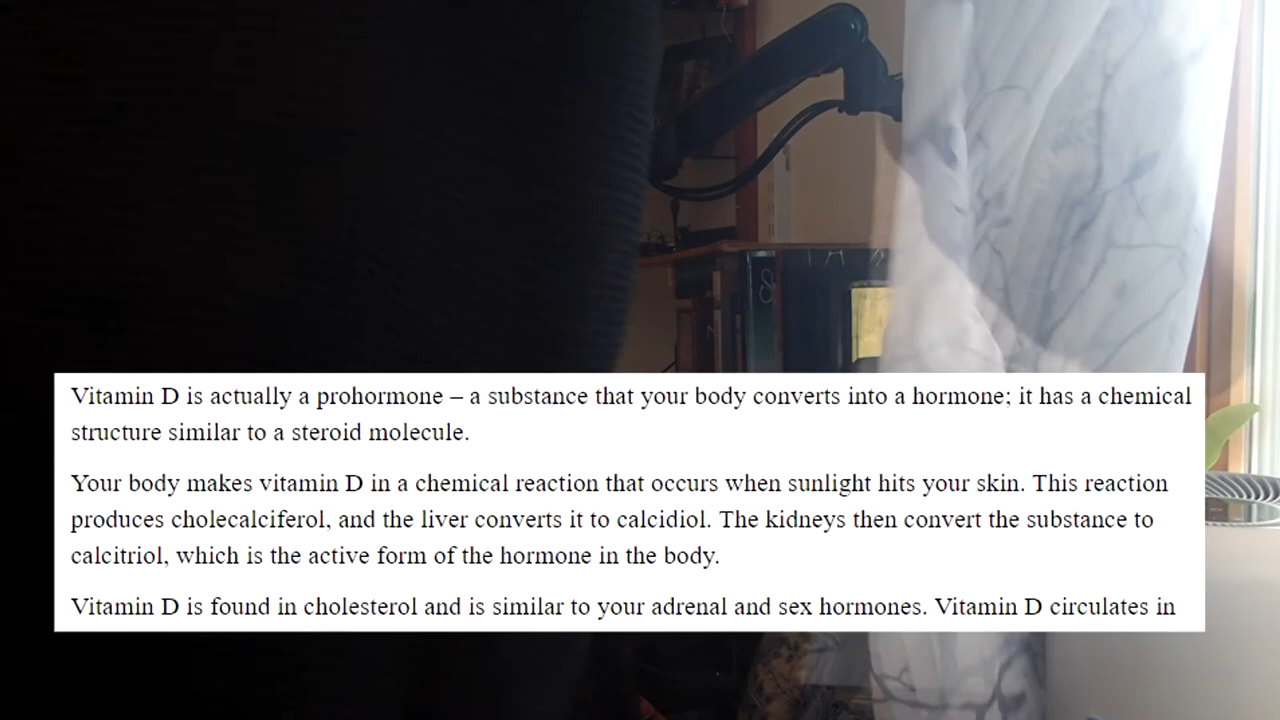 Vitamin D is actually a prohormone – a substance that your body converts into a hormone; it has a chemical
structure similar to a steroid molecule.
Your body makes vitamin D in a chemical reaction that occurs when sunlight hits your skin. This reaction
produces cholecalciferol, and the liver converts it to calcidiol. The kidneys then convert the substance to
calcitriol, which is the active form of the hormone in the body.
Vitamin D is found in cholesterol and is similar to your adrenal and sex hormones. Vitamin D circulates in